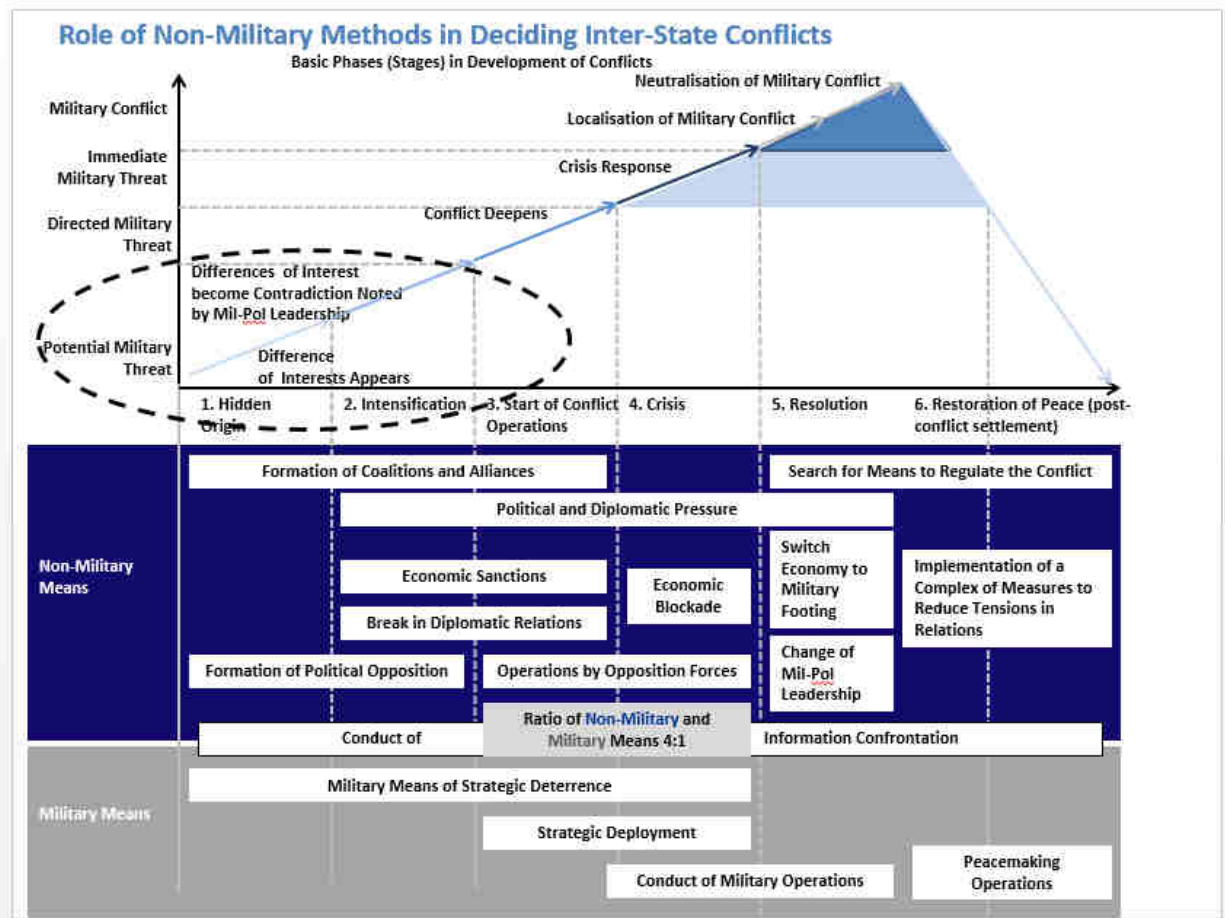 Role of Non-Military Methods in Deciding Inter-State Conflicts
Basic Phases (Stages) in Development of Conflicts
Neutralisation of Military Conflict
Military Conflict
Localisation of Military Conflict
Immediate
Military Threat
Crisis Response
Directed Military
Threat
Conflict Deepens
Differences of Interest
become Contradiction Noted
by Mil-Pol Leadership
Potential Military
Threat
Difference
of Interests Appears
1. Hidden
Origin
2. Intensification
3. Start of Conflict
Operations
4. Crisis
5. Resolution
6. Restoration of Peace (post-
conflict settlement)
Non-Military
Means
Formation of Coalitions and Alliances
Search for Means to Regulate the Conflict
Political and Diplomatic Pressure
Economic Sanctions
Economic
Blockade
Switch
Economy to
Military
Footing
Implementation of a
Complex of Measures to
Reduce Tensions in
Relations
Break in Diplomatic Relations
Formation of Political Opposition
Operations by Opposition Forces
Change of
Mil-Pol
Leadership
Ratio of Non-Military and
Military Means 4:1
Conduct of
Information Confrontation
Military Means
Military Means of Strategic Deterrence
Strategic Deployment
Conduct of Military Operations
Peacemaking
Operations